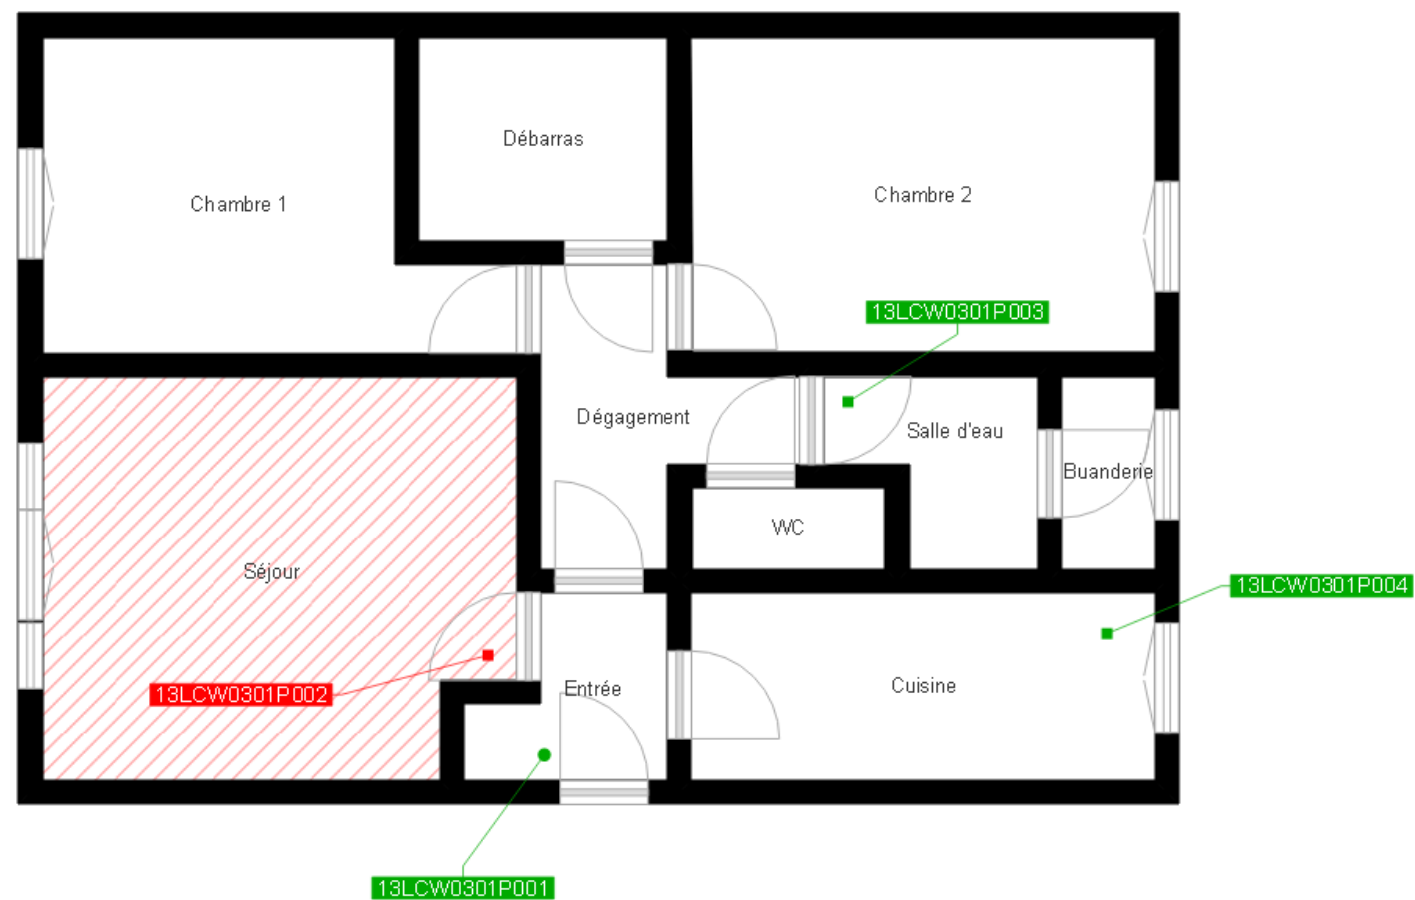 Débarras
Chambre 1
Chambre 2
13LCW0301P003
Dégagement
Salle d'eau
Buanderie
WC
Séjour
13LCW0301P004
13LCW0301P002
Entrée
Cuisine
13LCW0301P001